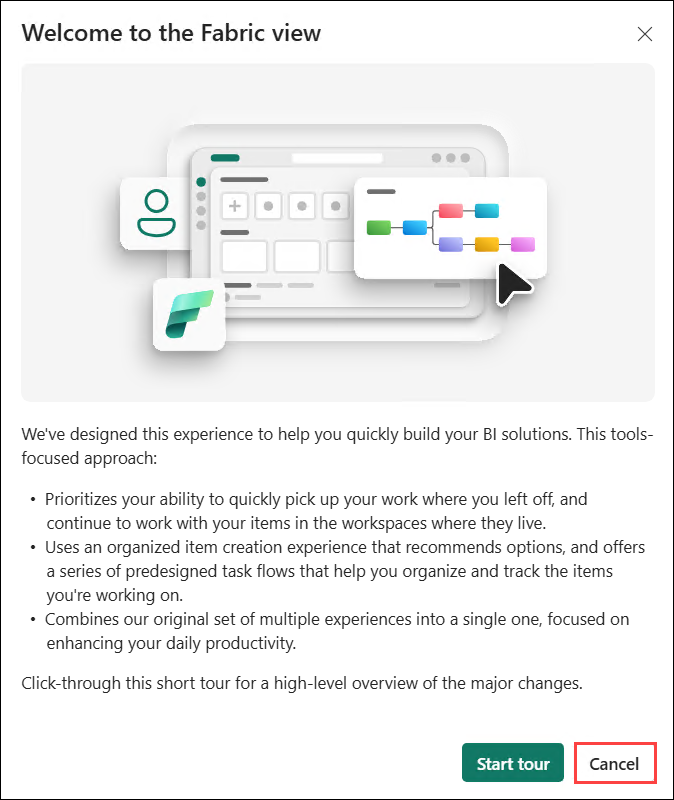 Welcome to the Fabric view
We've designed this experience to help you quickly build your BI solutions. This tools-
focused approach:
• Prioritizes your ability to quickly pick up your work where you left off, and
continue to work with your items in the workspaces where they live.
• Uses an organized item creation experience that recommends options, and offers
a series of predesigned task flows that help you organize and track the items
you're working on.
• Combines our original set of multiple experiences into a single one, focused on
enhancing your daily productivity.
Click-through this short tour for a high-level overview of the major changes.
Start tour
Cancel